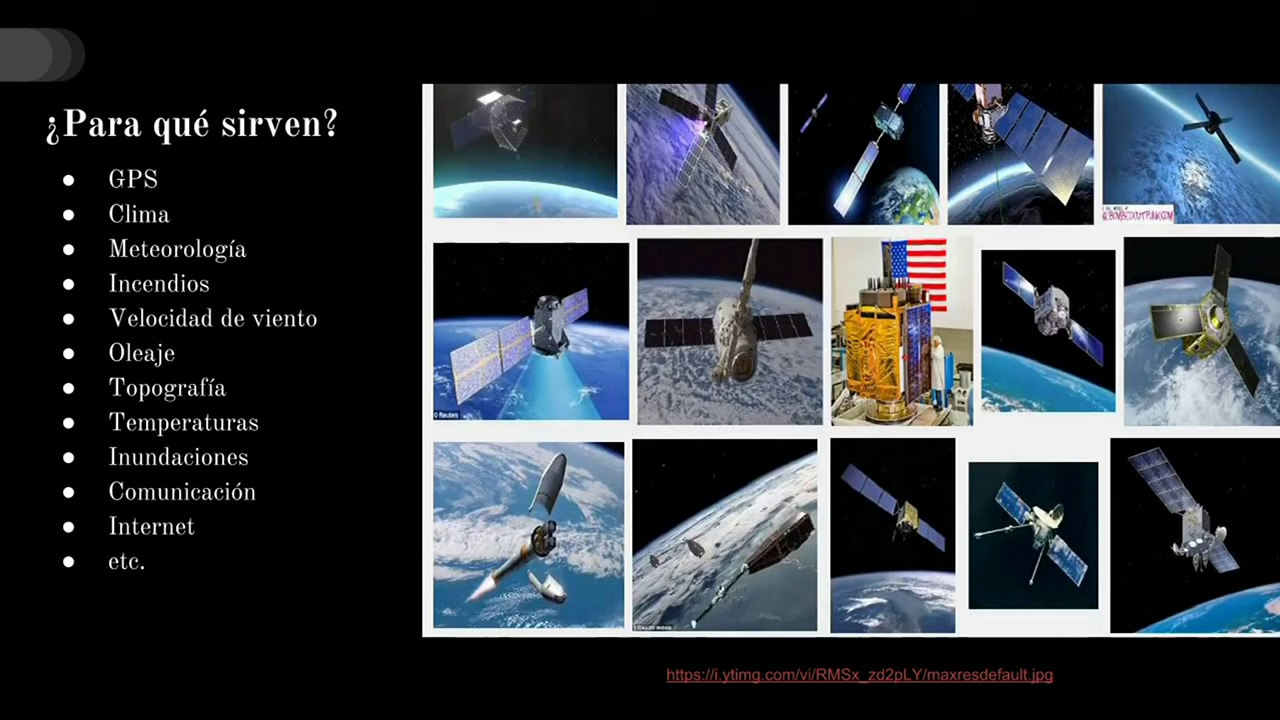 ¿Para qué sirven?
● GPS
● Clima
● Meteorología
● Incendios
● Velocidad de viento
● Oleaje
● Topografía
● Temperaturas
● Inundaciones
● Comunicación
● Internet
● etc.
© Reuters
https://i.ytimg.com/vi/RMSx_zd2pLY/maxresdefault.jpg